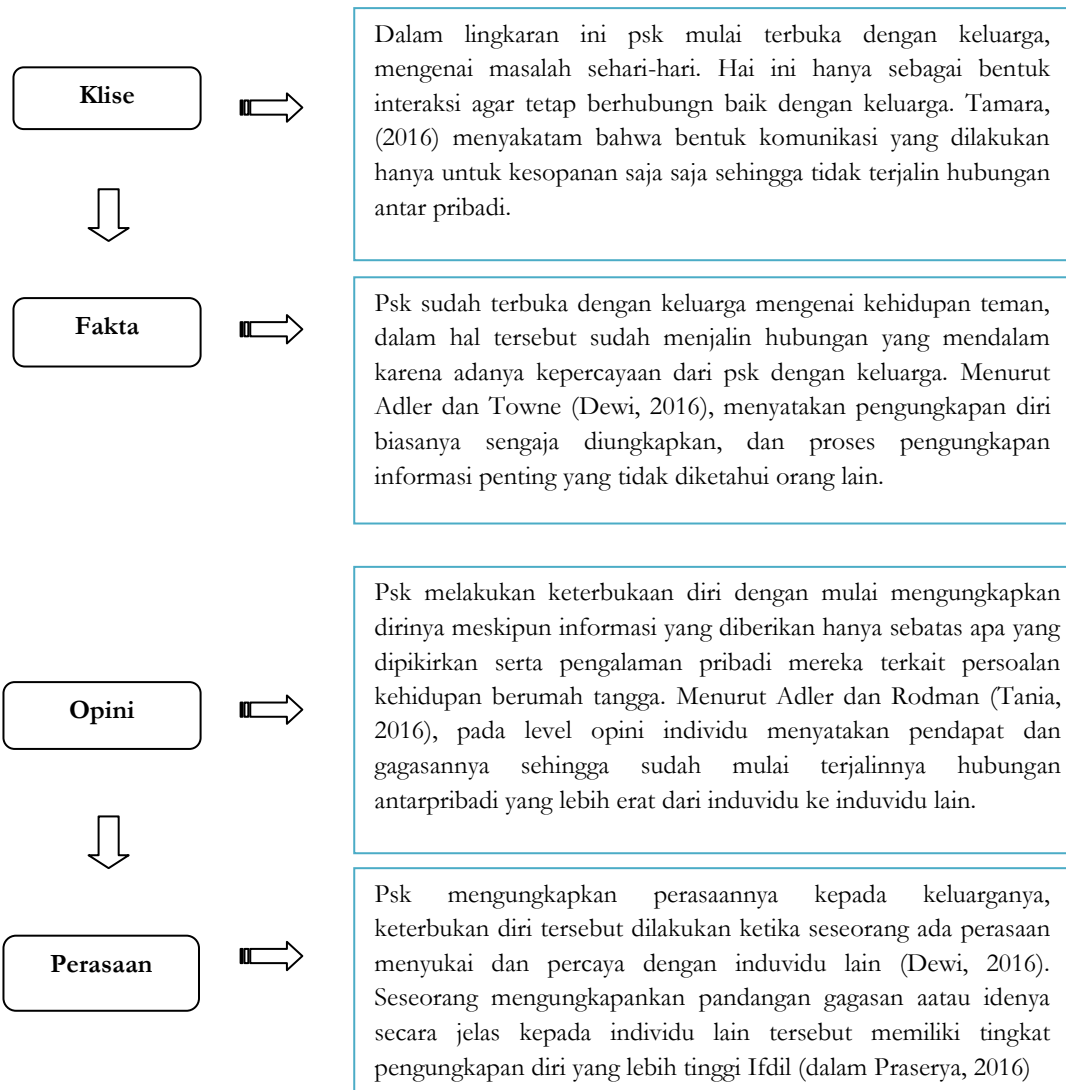 Klise
Dalam lingkaran ini psk mulai terbuka dengan keluarga,
mengenai masalah sehari-hari. Hai ini hanya sebagai bentuk
interaksi agar tetap berhubungn baik dengan keluarga. Tamara,
(2016) menyakatam bahwa bentuk komunikasi yang dilakukan
hanya untuk kesopanan saja saja sehingga tidak terjalin hubungan
antar pribadi.
Fakta
Psk sudah terbuka dengan keluarga mengenai kehidupan teman,
dalam hal tersebut sudah menjalin hubungan yang mendalam
karena adanya kepercayaan dari psk dengan keluarga. Menurut
Adler dan Towne (Dewi, 2016), menyatakan pengungkapan diri
biasanya sengaja diungkapkan, dan proses pengungkapan
informasi penting yang tidak diketahui orang lain.
Opini
Psk melakukan keterbukaan diri dengan mulai mengungkapkan
dirinya meskipun informasi yang diberikan hanya sebatas apa yang
dipikirkan serta pengalaman pribadi mereka terkait persoalan
kehidupan berumah tangga. Menurut Adler dan Rodman (Tania,
2016), pada level opini individu menyatakan pendapat dan
gagasannya sehingga sudah mulai terjalinnya hubungan
antarpribadi yang lebih erat dari induvidu ke induvidu lain.
Perasaan
Psk mengungkapkan perasaannya kepada keluarganya,
keterbukan diri tersebut dilakukan ketika seseorang ada perasaan
menyukai dan percaya dengan induvidu lain (Dewi, 2016).
Seseorang mengungkapankan pandangan gagasan aatau idenya
secara jelas kepada individu lain tersebut memiliki tingkat
pengungkapan diri yang lebih tinggi Ifdil (dalam Praserya, 2016)